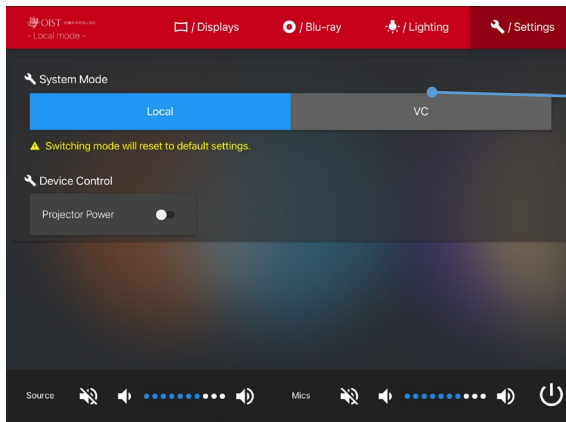 OIST
- Local mode -
/ Displays
/ Blu-ray
/ Lighting
/ Settings
System Mode
Local
VC
Switching mode will reset to default settings.
Device Control
Projector Power
Source
Mics